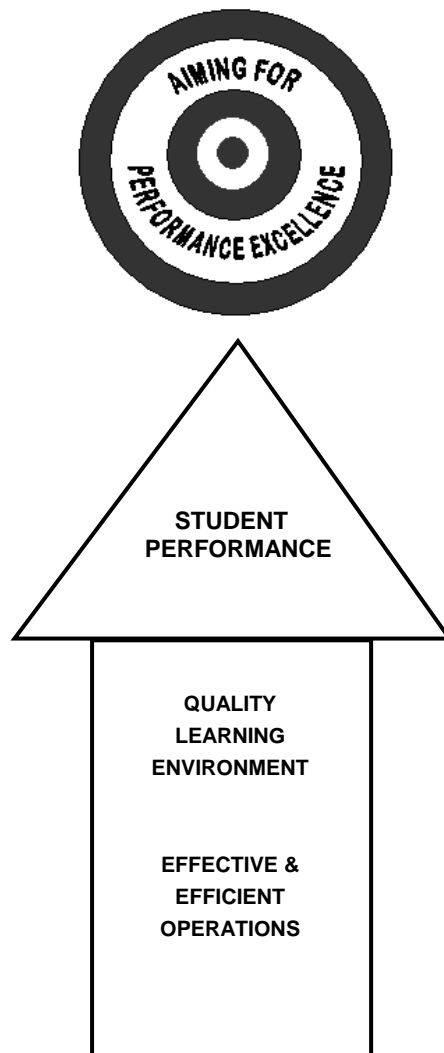 AIMING FOR
PERFORMANCE EXCELLENCE
STUDENT
PERFORMANCE
QUALITY
LEARNING
ENVIRONMENT
EFFECTIVE &
EFFICIENT
OPERATIONS